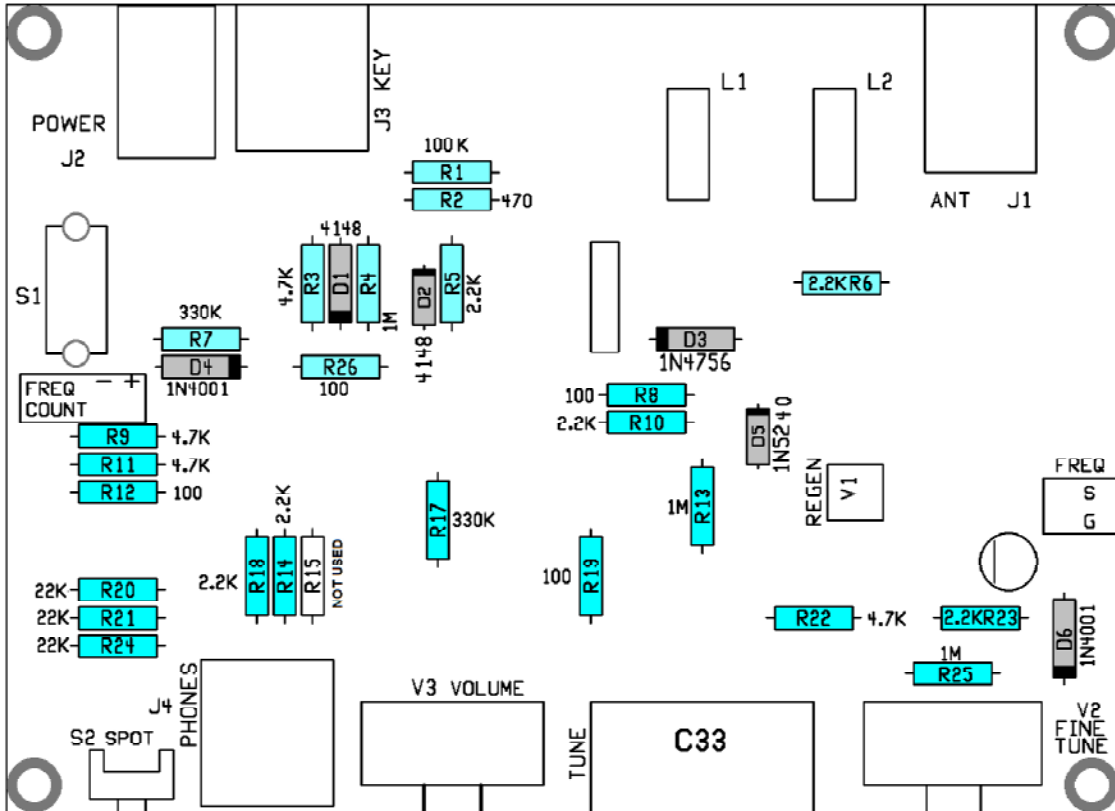 POWER
J2
J3 KEY
L1
L2
ANT J1
100K
R1
R2 470
4148
4.7K R3 D1 R4 1M
D2 4148
R5 2.2K
2.2K R6
S1
330K
R7
D4
1N4001
R26
100
D3
1N4756
FREQ - +
COUNT
100 R8
2.2K R10
D5 1N5240
R9 4.7K
R11 4.7K
R12 100
2.2K
2.2K R18 R14 R15 NOT USED
R17 330K
1M R13
REGEN V1
FREQ
S
G
100 R19
22K R20
22K R21
22K R24
R22 4.7K
2.2K R23
D6 1N4001
1M
R25
J4 PHONES
S2 SPOT
V3 VOLUME
TUNE
C33
V2
FINE
TUNE